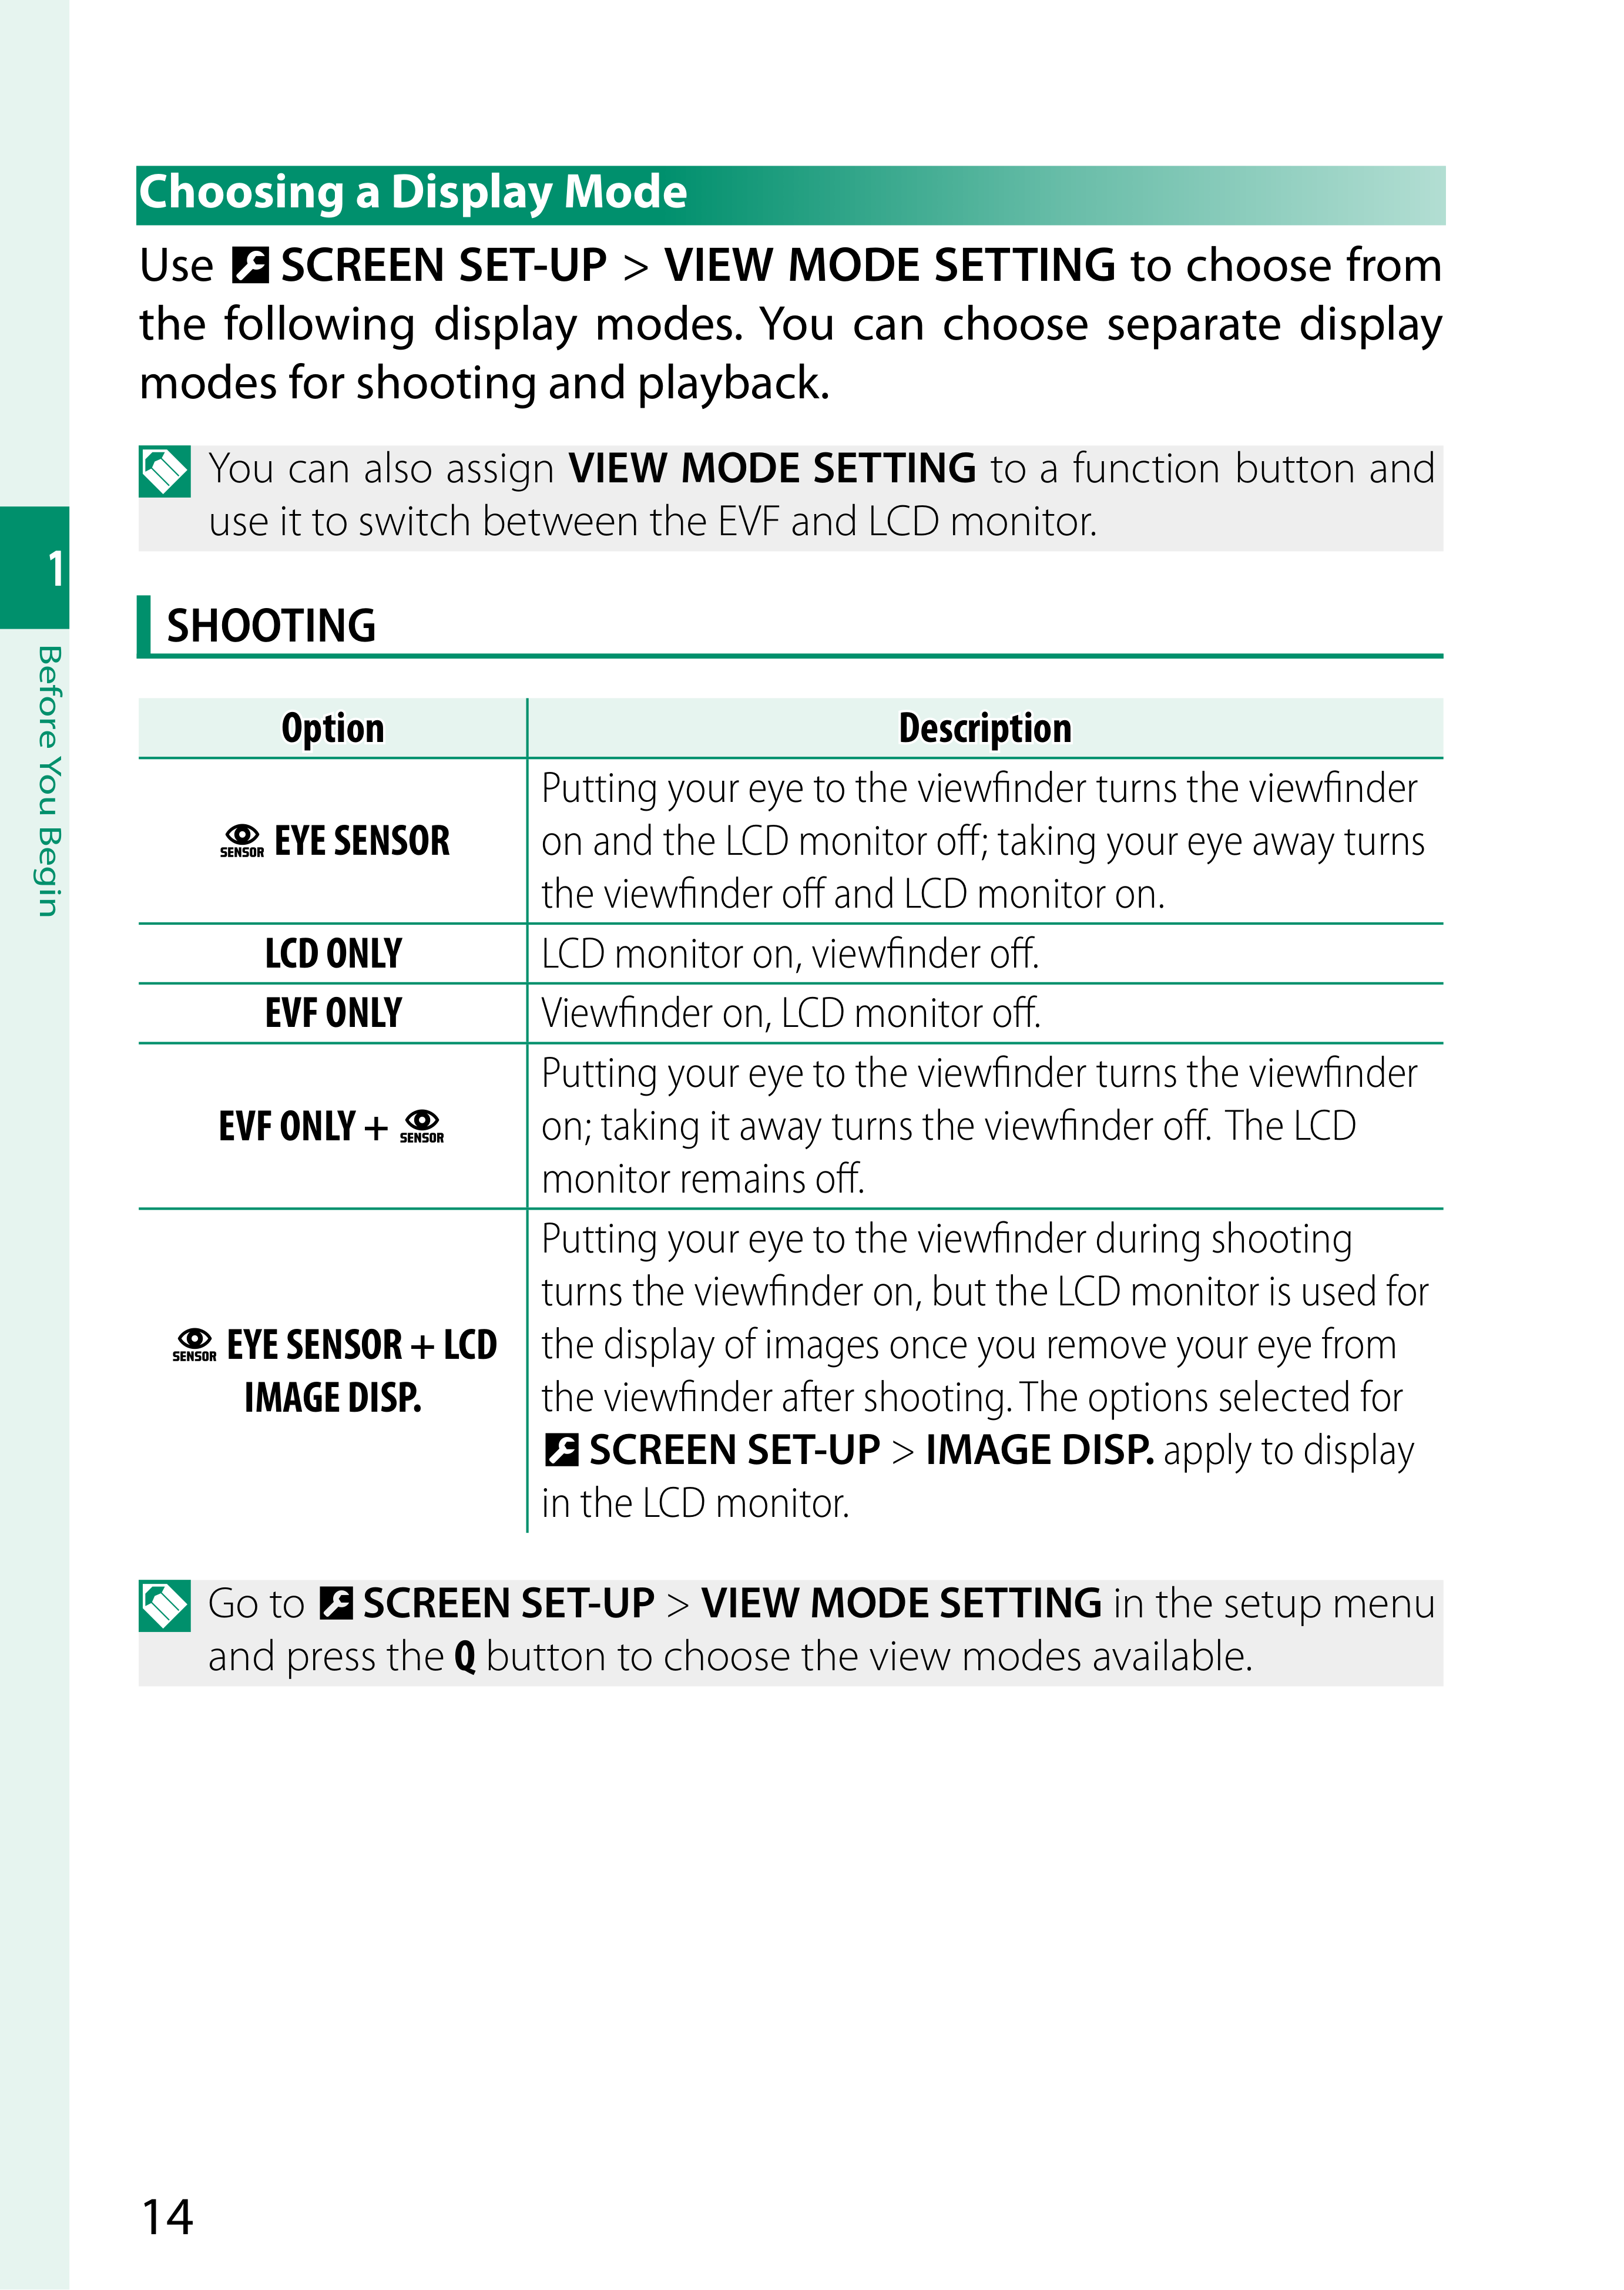 Choosing a Display Mode
Use SCREEN SET-UP > VIEW MODE SETTING to choose from
the following display modes. You can choose separate display
modes for shooting and playback.
You can also assign VIEW MODE SETTING to a function button and
use it to switch between the EVF and LCD monitor.
1
Before You Begin
SHOOTING
Option
Description
SENSOR EYE SENSOR
Putting your eye to the viewfinder turns the viewfinder
on and the LCD monitor off; taking your eye away turns
the viewfinder off and LCD monitor on.
LCD ONLY
LCD monitor on, viewfinder off.
EVF ONLY
Viewfinder on, LCD monitor off.
EVF ONLY + SENSOR
Putting your eye to the viewfinder turns the viewfinder
on; taking it away turns the viewfinder off. The LCD
monitor remains off.
SENSOR EYE SENSOR + LCD
IMAGE DISP.
Putting your eye to the viewfinder during shooting
turns the viewfinder on, but the LCD monitor is used for
the display of images once you remove your eye from
the viewfinder after shooting. The options selected for
SCREEN SET-UP > IMAGE DISP. apply to display
in the LCD monitor.
Go to SCREEN SET-UP > VIEW MODE SETTING in the setup menu
and press the Q button to choose the view modes available.
14